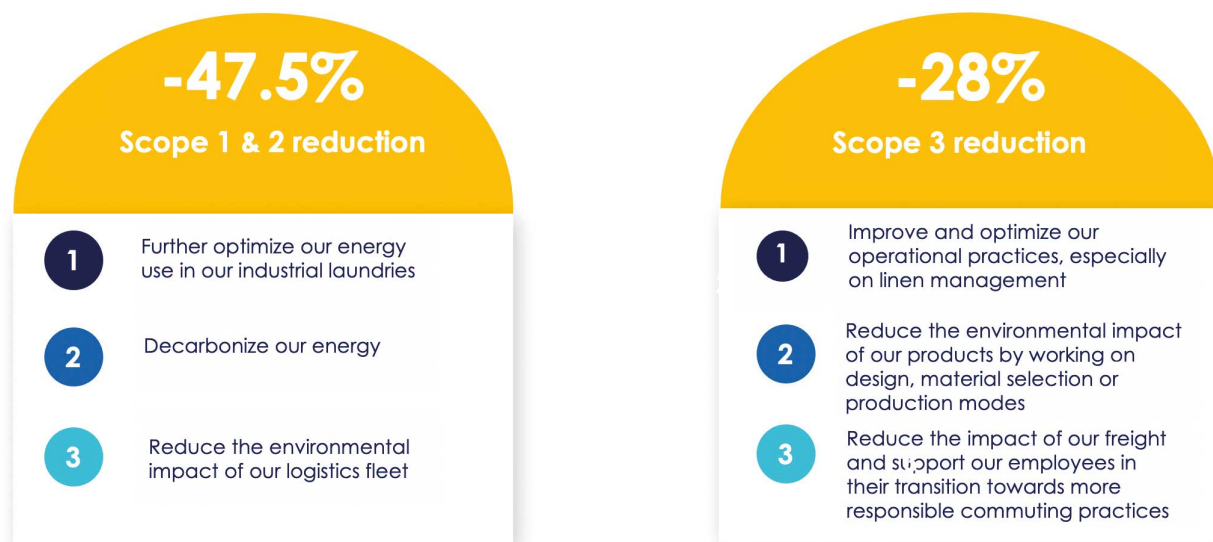 -47.5%
Scope 1 & 2 reduction
1
Further optimize our energy
use in our industrial laundries
2
Decarbonize our energy
3
Reduce the environmental
impact of our logistics fleet
-28%
Scope 3 reduction
1
Improve and optimize our
operational practices, especially
on linen management
2
Reduce the environmental impact
of our products by working on
design, material selection or
production modes
3
Reduce the impact of our freight
and support our employees in
their transition towards more
responsible commuting practices